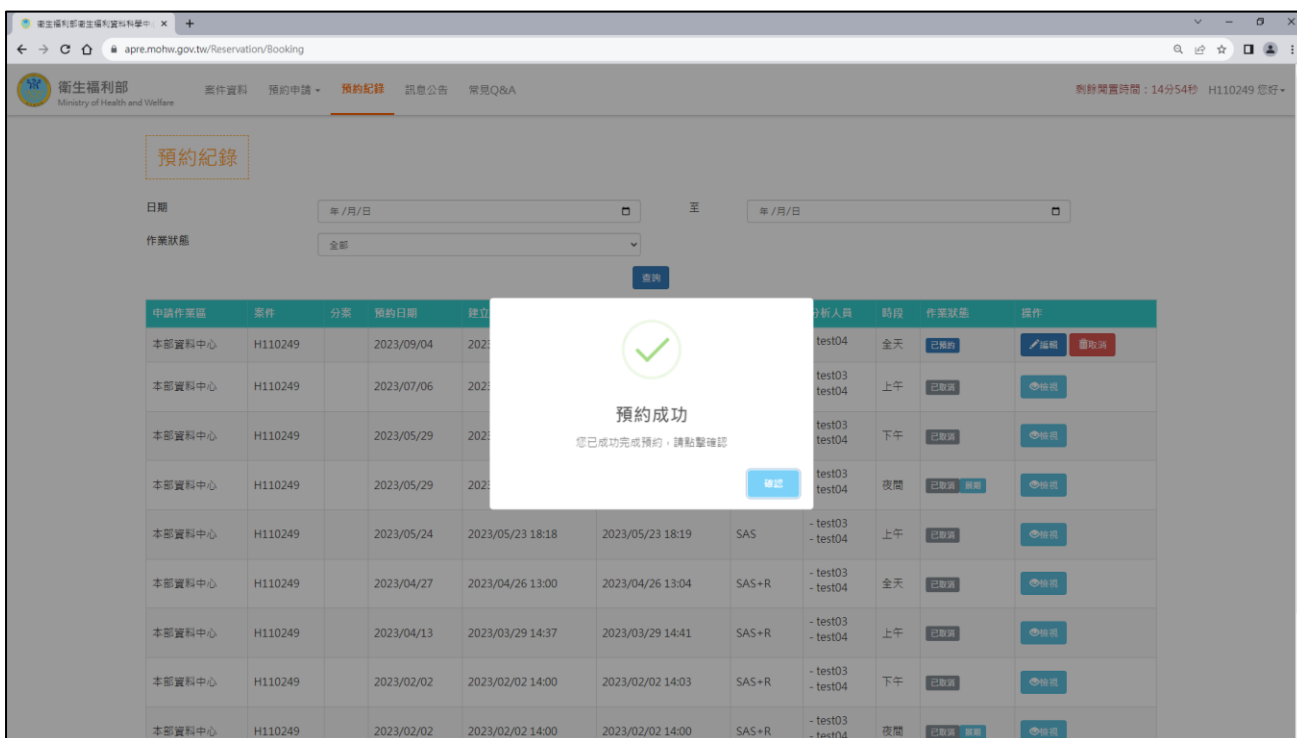 衛生福利部衛生福利資料科學中心
apre.mohw.gov.tw/Reservation/Booking
衛生福利部 案件資料 預約申請 預約紀錄 訊息公告 常見Q&A 剩餘閒置時間：14分54秒 H110249 您好
Ministry of Health and Welfare
預約紀錄
日期 年 /月/日 至 年 /月/日
作業狀態 全部
查詢
申請作業區 案件 分案 預約日期 建立 分析人員 時段 作業狀態 操作
本部資料中心 H110249 2023/09/04 202 test04 全天 已預約 編輯 取消
本部資料中心 H110249 2023/07/06 202 test03 test04 上午 已取消 檢視
本部資料中心 H110249 2023/05/29 202 test03 test04 下午 已取消 檢視
本部資料中心 H110249 2023/05/29 202 test03 test04 夜間 已取消 展期 檢視
預約成功
您已成功完成預約，請點擊確認
確認
本部資料中心 H110249 2023/05/24 2023/05/23 18:18 2023/05/23 18:19 SAS - test03 - test04 上午 已取消 檢視
本部資料中心 H110249 2023/04/27 2023/04/26 13:00 2023/04/26 13:04 SAS+R - test03 - test04 全天 已取消 檢視
本部資料中心 H110249 2023/04/13 2023/03/29 14:37 2023/03/29 14:41 SAS+R - test03 - test04 上午 已取消 檢視
本部資料中心 H110249 2023/02/02 2023/02/02 14:00 2023/02/02 14:03 SAS+R - test03 - test04 下午 已取消 檢視
本部資料中心 H110249 2023/02/02 2023/02/02 14:00 2023/02/02 14:00 SAS+R - test03 - test04 夜間 已取消 展期 檢視